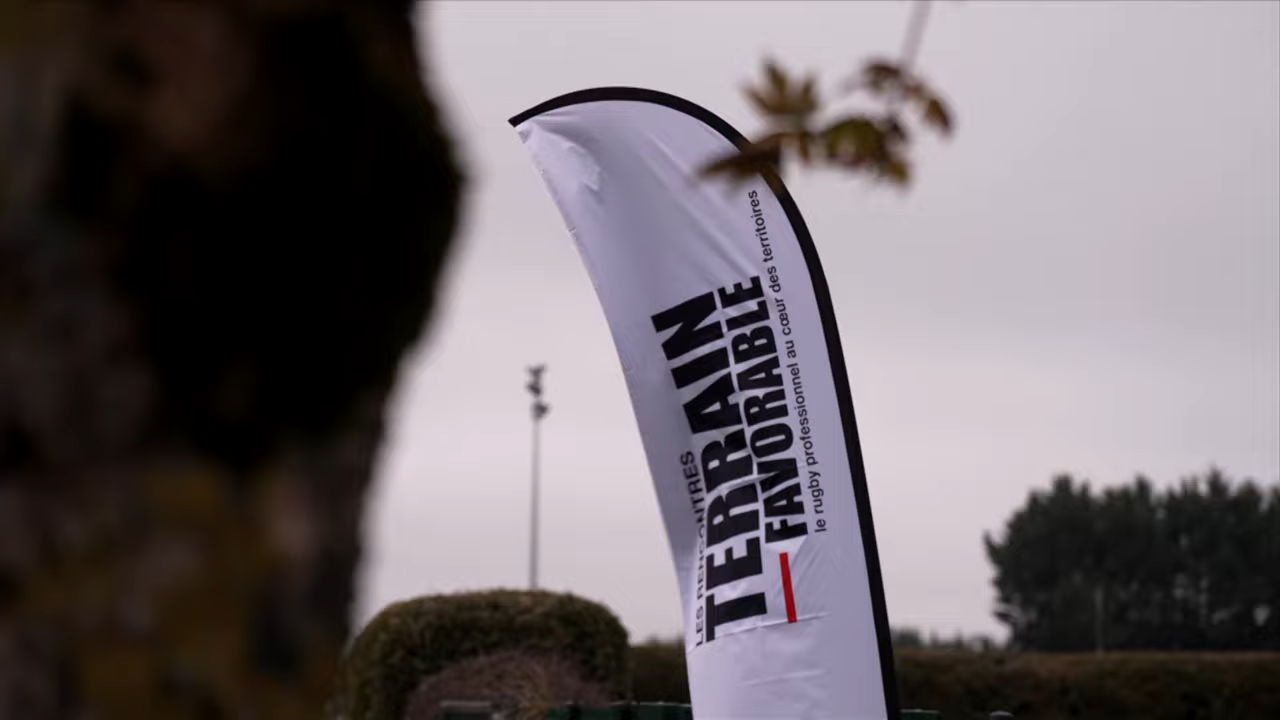 LES RENCONTRES
TERRAIN
FAVORABLE
le rugby professionnel au cœur des territoires